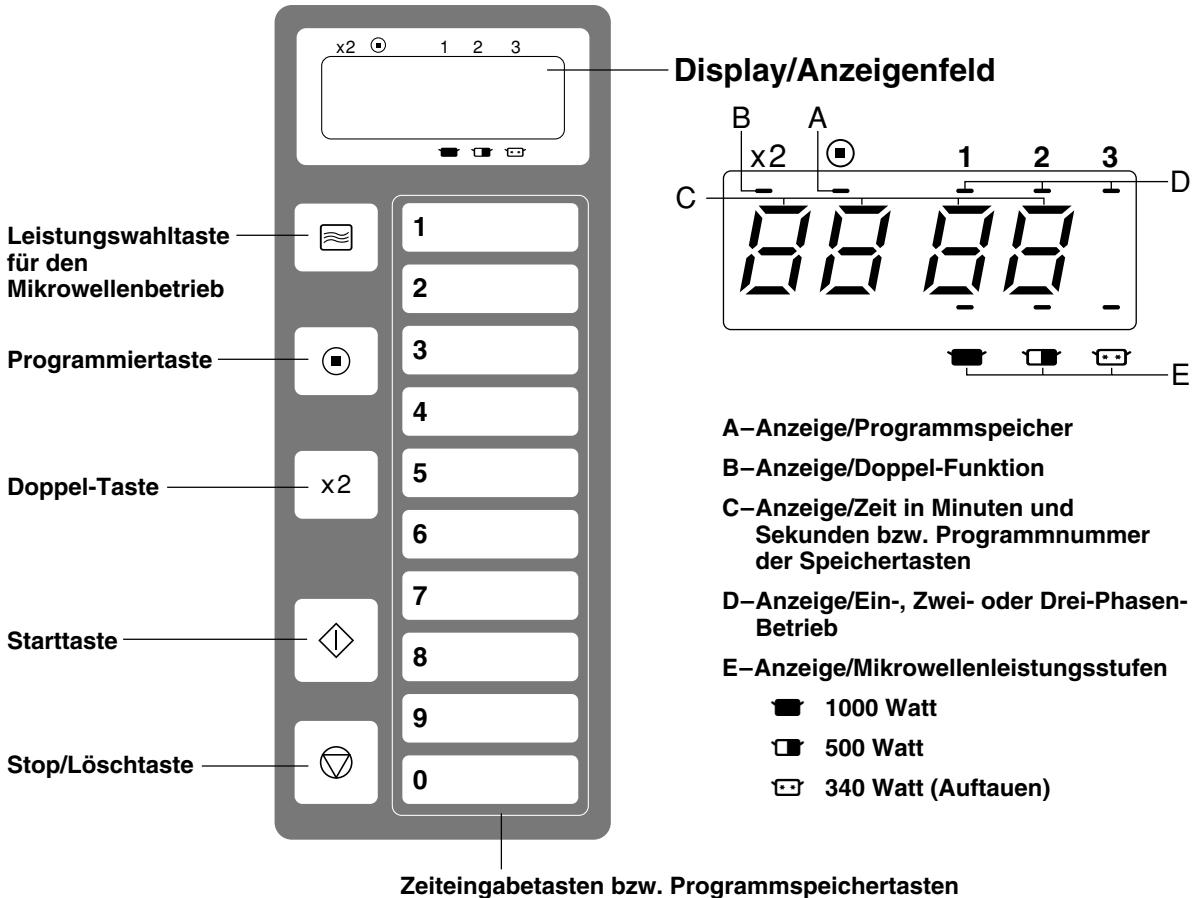 x2 1 2 3
Display/Anzeigenfeld
B A
x2 1 2 3
D
C
88 88
E
Leistungswahltaste
für den
Mikrowellenbetrieb
Programmiertaste
Doppel-Taste
x2
Starttaste
Stop/Löschtaste
1
2
3
4
5
6
7
8
9
0
A–Anzeige/Programmspeicher
B–Anzeige/Doppel-Funktion
C–Anzeige/Zeit in Minuten und
Sekunden bzw. Programmnummer
der Speichertasten
D–Anzeige/Ein-, Zwei- oder Drei-Phasen-
Betrieb
E–Anzeige/Mikrowellenleistungsstufen
1000 Watt
500 Watt
340 Watt (Auftauen)
Zeiteingabetasten bzw. Programmspeichertasten